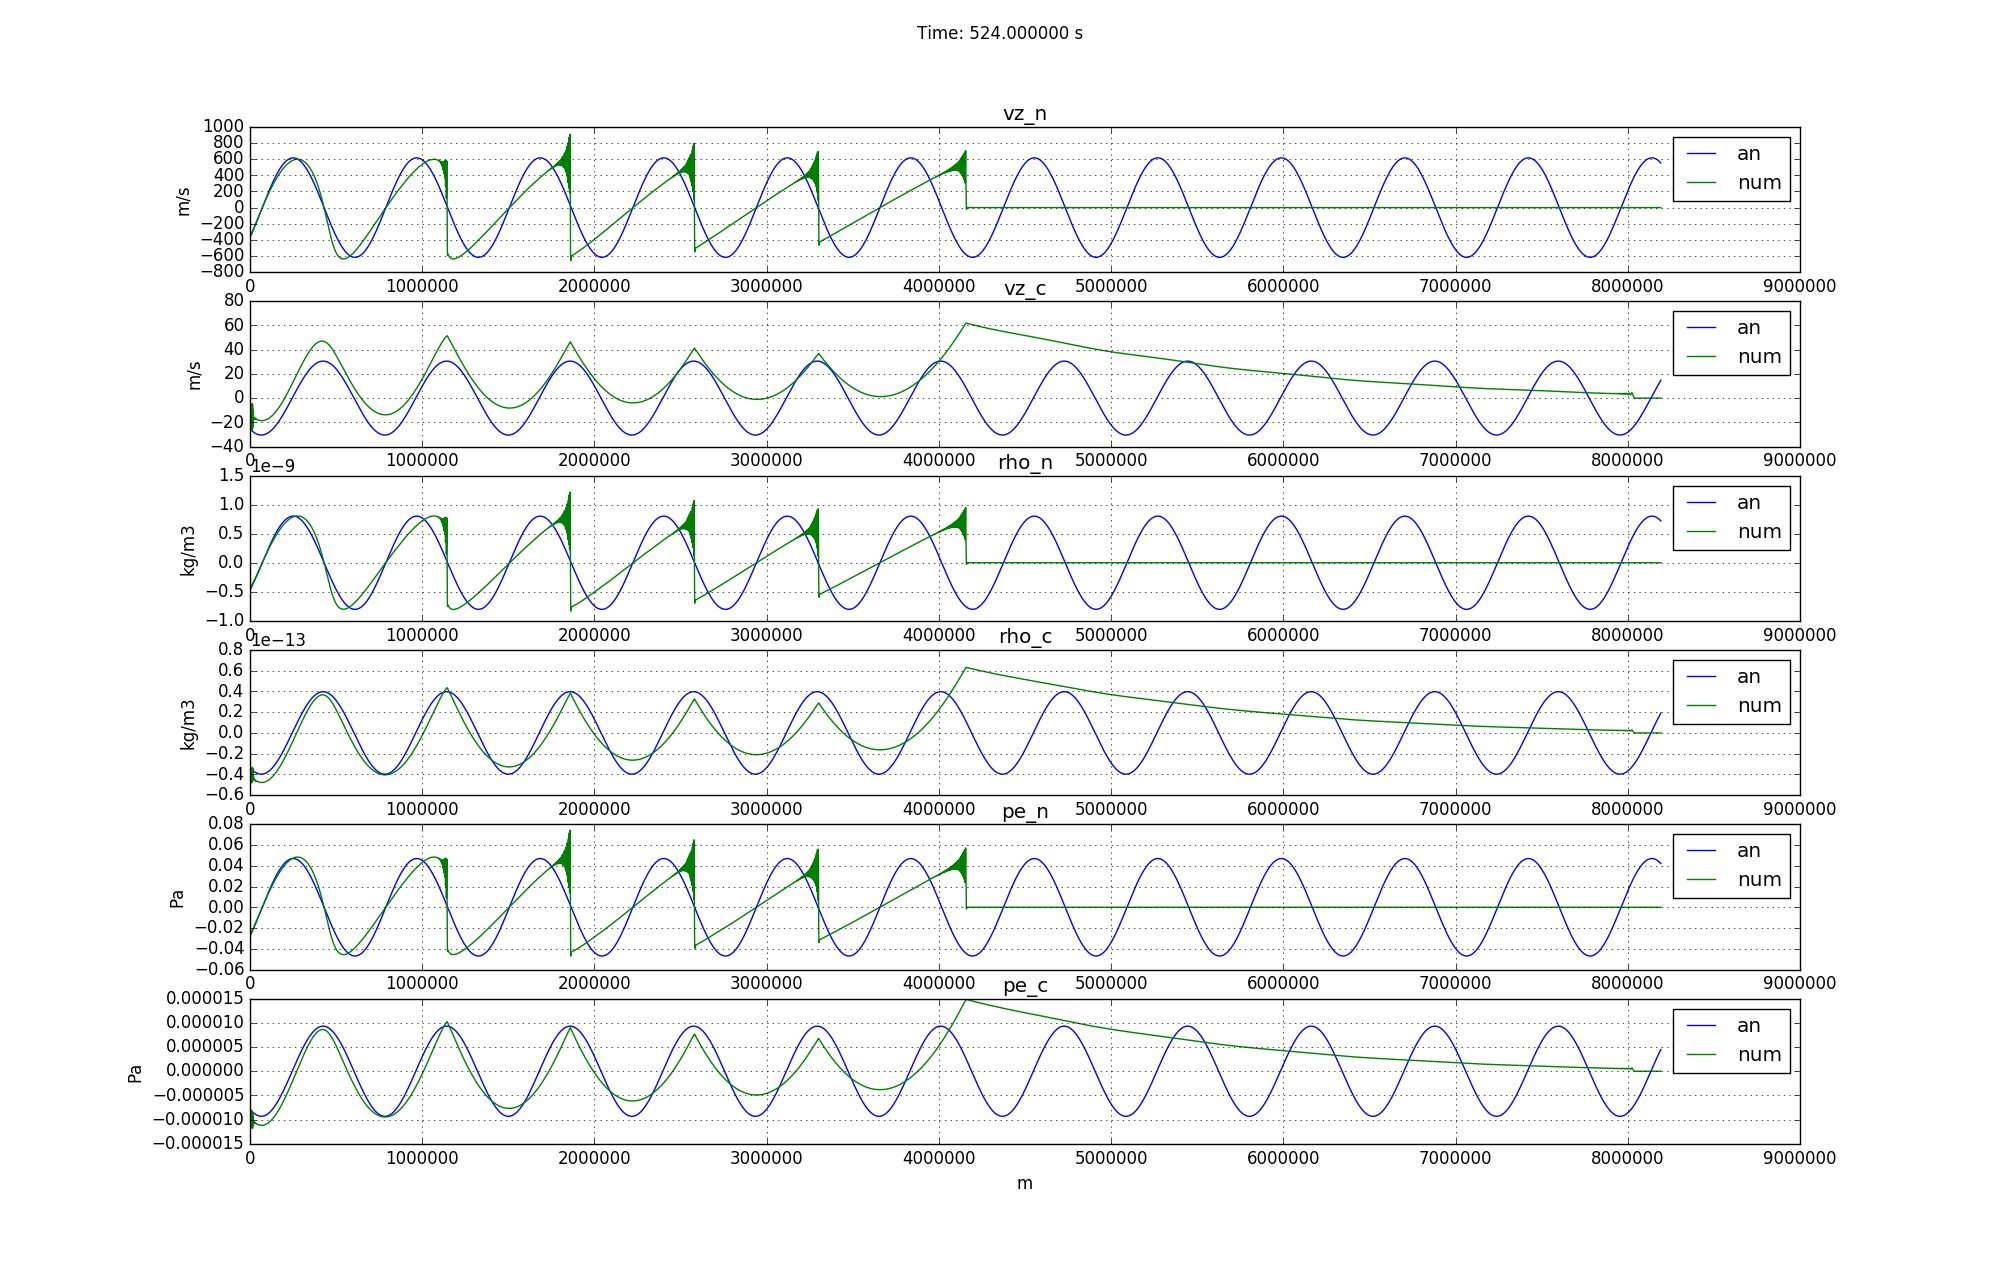 Time: 524.000000 s
vz_n
1000
800
600
400
200
0
−200
−400
−600
−800
m/s
an
num
0 1000000 2000000 3000000 4000000 5000000 6000000 7000000 8000000 9000000
vz_c
80
60
40
20
0
−20
−40
m/s
an
num
0 1000000 2000000 3000000 4000000 5000000 6000000 7000000 8000000 9000000
1e−9
rho_n
1.5
1.0
0.5
0.0
−0.5
−1.0
kg/m3
an
num
0 1000000 2000000 3000000 4000000 5000000 6000000 7000000 8000000 9000000
1e−13
rho_c
0.8
0.6
0.4
0.2
0.0
−0.2
−0.4
−0.6
kg/m3
an
num
0 1000000 2000000 3000000 4000000 5000000 6000000 7000000 8000000 9000000
pe_n
0.08
0.06
0.04
0.02
0.00
−0.02
−0.04
−0.06
Pa
an
num
0 1000000 2000000 3000000 4000000 5000000 6000000 7000000 8000000 9000000
pe_c
0.000015
0.000010
0.000005
0.000000
−0.000005
−0.000010
−0.000015
Pa
an
num
0 1000000 2000000 3000000 4000000 5000000 6000000 7000000 8000000 9000000
m